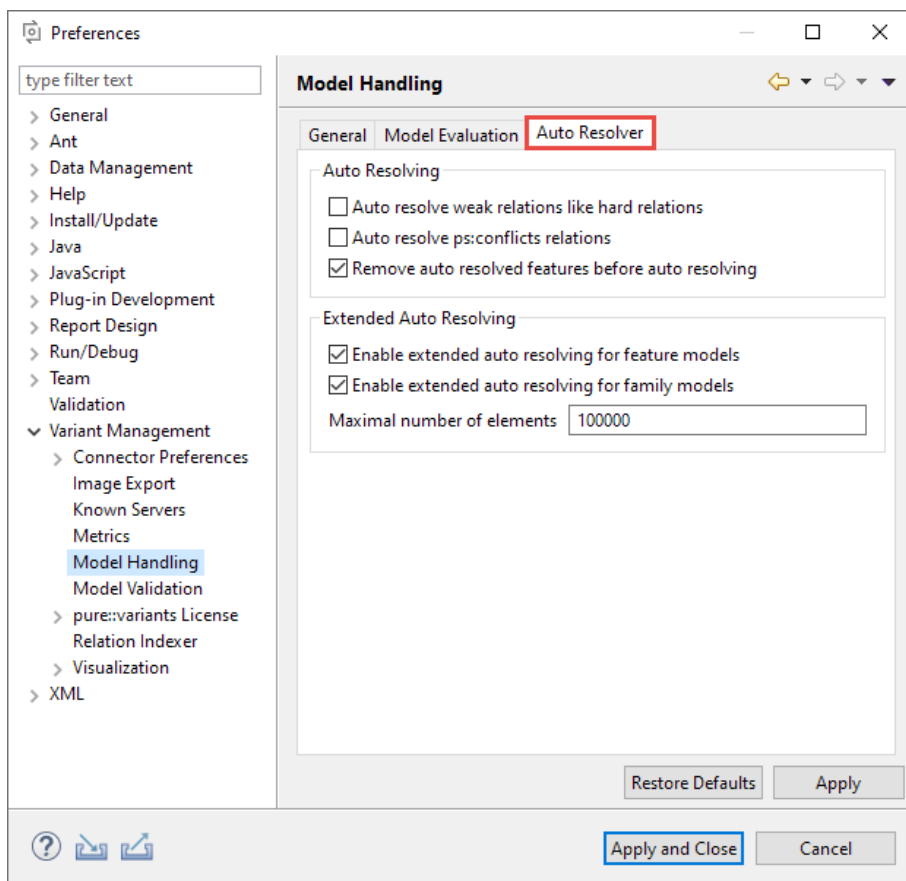 Preferences
type filter text
General
Ant
Data Management
Help
Install/Update
Java
JavaScript
Plug-in Development
Report Design
Run/Debug
Team
Validation
Variant Management
Connector Preferences
Image Export
Known Servers
Metrics
Model Handling
Model Validation
pure::variants License
Relation Indexer
Visualization
XML
Model Handling
General Model Evaluation Auto Resolver
Auto Resolving
Auto resolve weak relations like hard relations
Auto resolve ps:conflicts relations
Remove auto resolved features before auto resolving
Extended Auto Resolving
Enable extended auto resolving for feature models
Enable extended auto resolving for family models
Maximal number of elements 100000
Restore Defaults Apply
Apply and Close Cancel